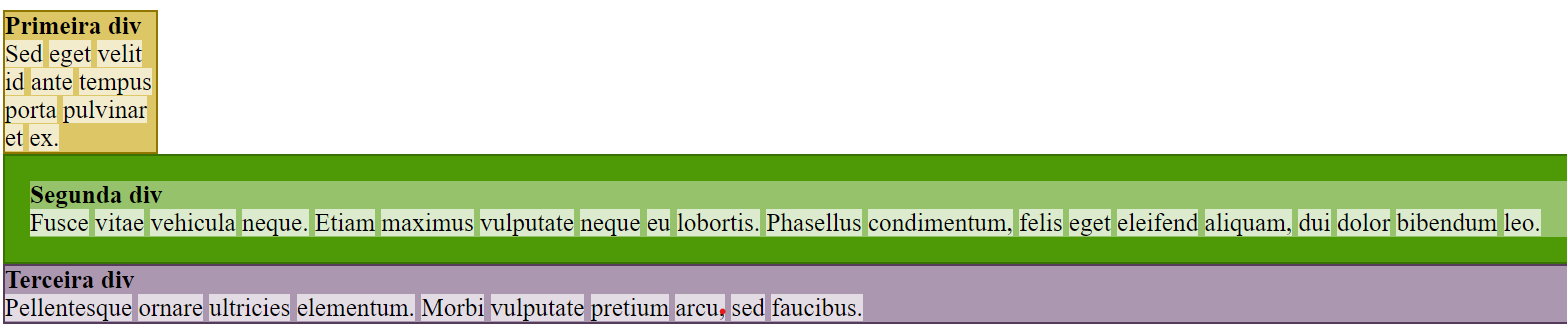 Primeira div
Sed eget velit
id ante tempus
porta pulvinar
et ex.
Segunda div
Fusce vitae vehicula neque. Etiam maximus vulputate neque eu lobortis. Phasellus condimentum, felis eget eleifend aliquam, dui dolor bibendum leo.
Terceira div
Pellentesque ornare ultricies elementum. Morbi vulputate pretium arcu, sed faucibus.